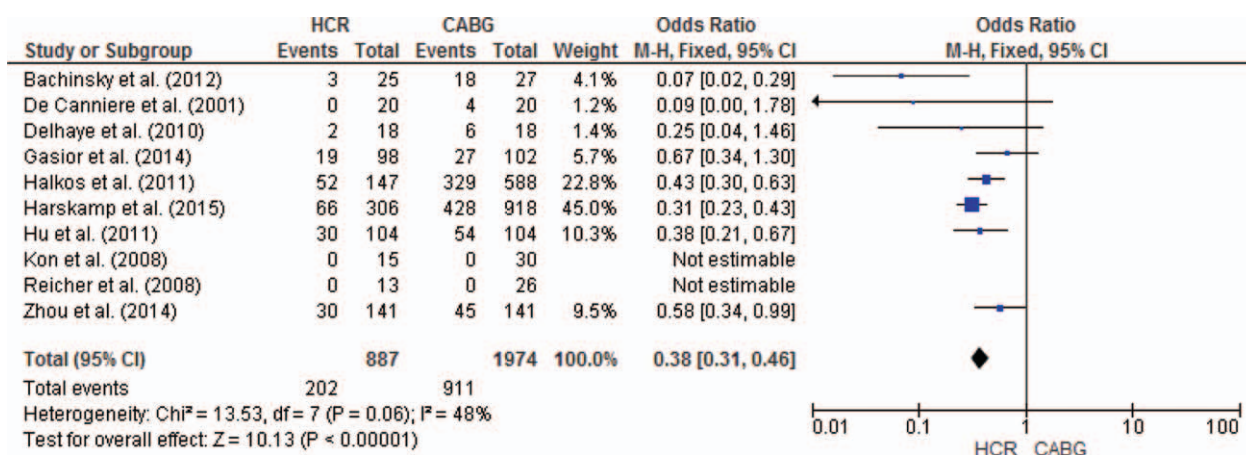 HCR CABG Odds Ratio Odds Ratio
Study or Subgroup Events Total Events Total Weight M-H, Fixed, 95% CI M-H, Fixed, 95% CI
Bachinsky et al. (2012) 3 25 18 27 4.1% 0.07 [0.02, 0.29]
De Canniere et al. (2001) 0 20 4 20 1.2% 0.09 [0.00, 1.78]
Delhaye et al. (2010) 2 18 6 18 1.4% 0.25 [0.04, 1.46]
Gasior et al. (2014) 19 98 27 102 5.7% 0.67 [0.34, 1.30]
Halkos et al. (2011) 52 147 329 588 22.8% 0.43 [0.30, 0.63]
Harskamp et al. (2015) 66 306 428 918 45.0% 0.31 [0.23, 0.43]
Hu et al. (2011) 30 104 54 104 10.3% 0.38 [0.21, 0.67]
Kon et al. (2008) 0 15 0 30 Not estimable
Reicher et al. (2008) 0 13 0 26 Not estimable
Zhou et al. (2014) 30 141 45 141 9.5% 0.58 [0.34, 0.99]
Total (95% CI) 887 1974 100.0% 0.38 [0.31, 0.46]
Total events 202 911
Heterogeneity: Chi² = 13.53, df = 7 (P = 0.06); I² = 48%
Test for overall effect: Z = 10.13 (P < 0.00001)
0.01 0.1 1 10 100
HCR CABG